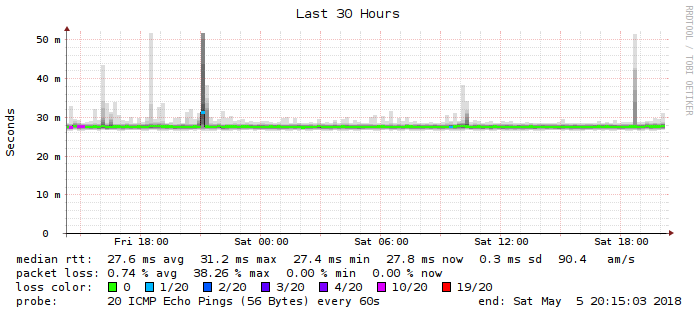 Last 30 Hours
RRDTOOL / TOBI OETIKER
Seconds
50 m
40 m
30 m
20 m
10 m
0
Fri 18:00 Sat 00:00 Sat 06:00 Sat 12:00 Sat 18:00
median rtt: 27.6 ms avg 31.2 ms max 27.4 ms min 27.8 ms now 0.3 ms sd 90.4 am/s
packet loss: 0.74 % avg 38.26 % max 0.00 % min 0.00 % now
loss color: 0 1/20 2/20 3/20 4/20 10/20 19/20
probe: 20 ICMP Echo Pings (56 Bytes) every 60s end: Sat May 5 20:15:03 2018